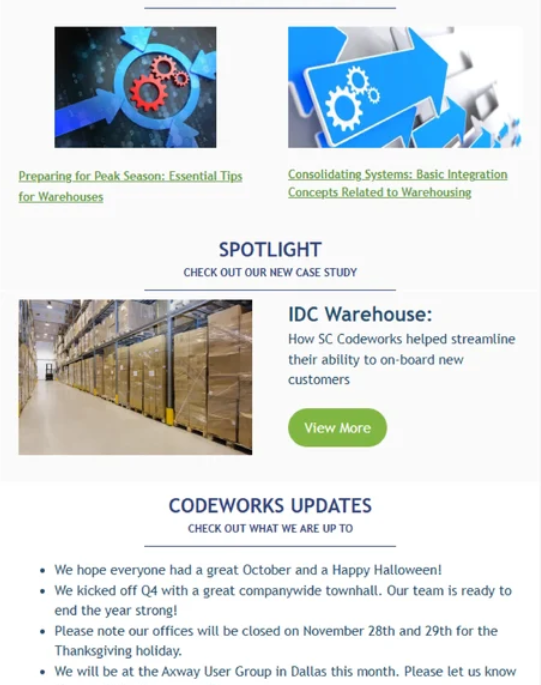 Preparing for Peak Season: Essential Tips
for Warehouses
Consolidating Systems: Basic Integration
Concepts Related to Warehousing
SPOTLIGHT
CHECK OUT OUR NEW CASE STUDY
IDC Warehouse:
How SC Codeworks helped streamline
their ability to on-board new
customers
View More
CODEWORKS UPDATES
CHECK OUT WHAT WE ARE UP TO
• We hope everyone had a great October and a Happy Halloween!
• We kicked off Q4 with a great companywide townhall. Our team is ready to
end the year strong!
• Please note our offices will be closed on November 28th and 29th for the
Thanksgiving holiday.
• We will be at the Axway User Group in Dallas this month. Please let us know